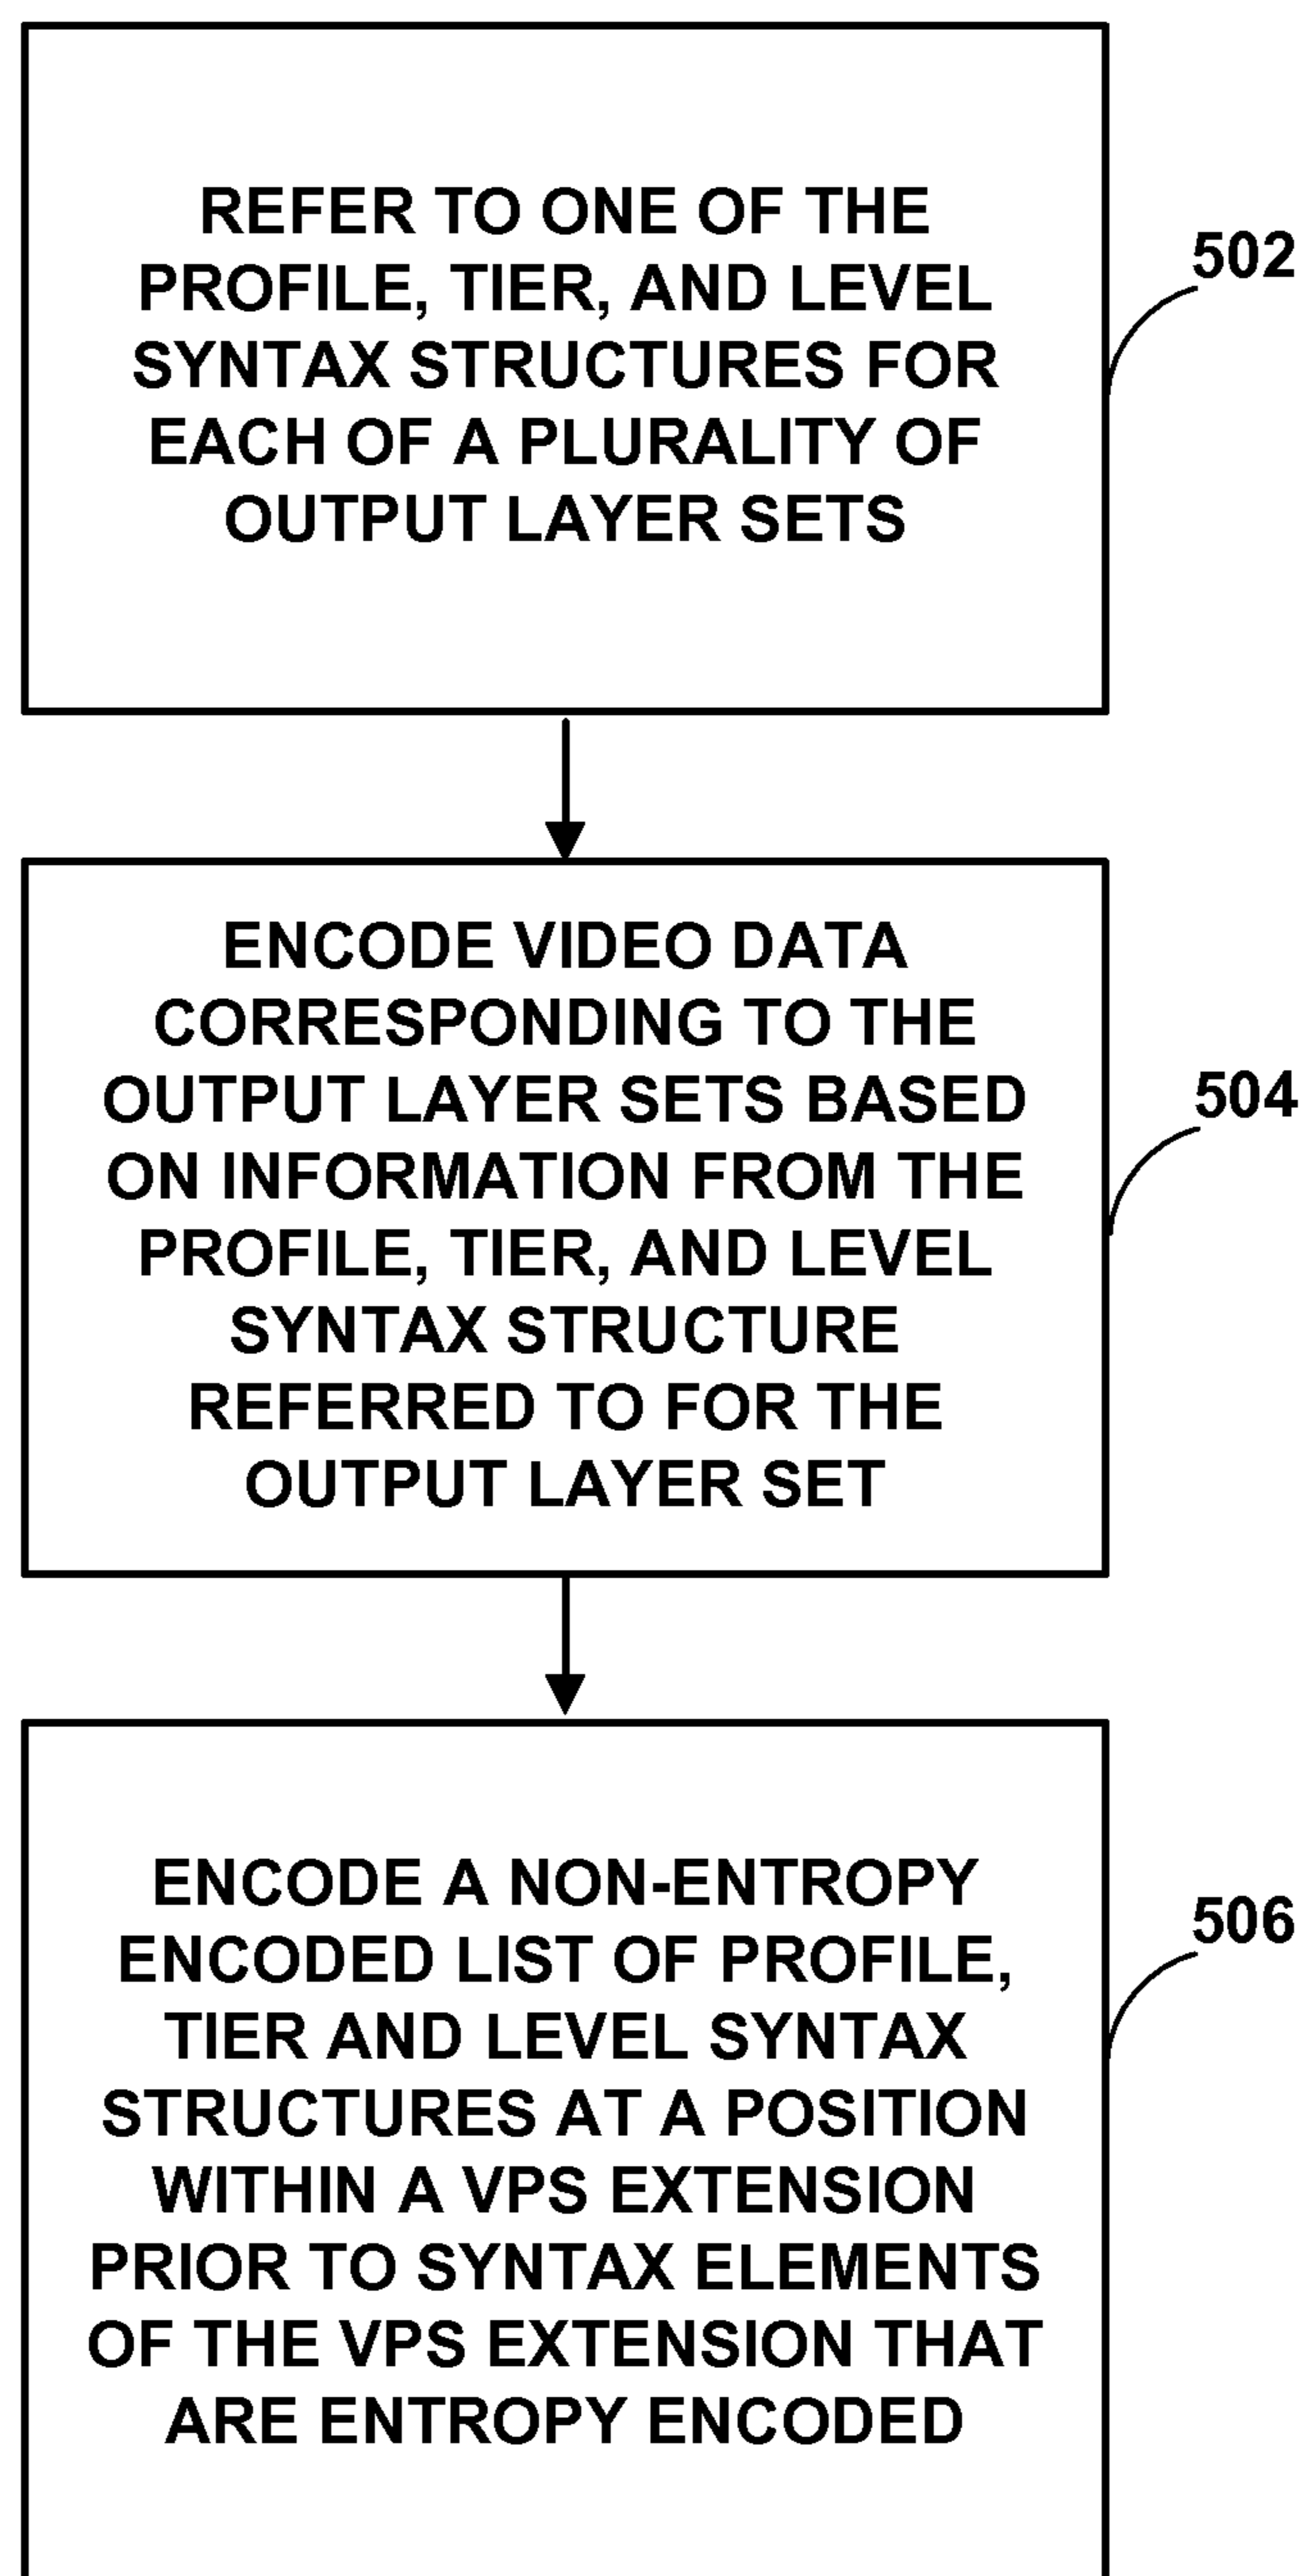 REFER TO ONE OF THE
PROFILE, TIER, AND LEVEL
SYNTAX STRUCTURES FOR
EACH OF A PLURALITY OF
OUTPUT LAYER SETS
502
ENCODE VIDEO DATA
CORRESPONDING TO THE
OUTPUT LAYER SETS BASED
ON INFORMATION FROM THE
PROFILE, TIER, AND LEVEL
SYNTAX STRUCTURE
REFERRED TO FOR THE
OUTPUT LAYER SET
504
ENCODE A NON-ENTROPY
ENCODED LIST OF PROFILE,
TIER AND LEVEL SYNTAX
STRUCTURES AT A POSITION
WITHIN A VPS EXTENSION
PRIOR TO SYNTAX ELEMENTS
OF THE VPS EXTENSION THAT
ARE ENTROPY ENCODED
506